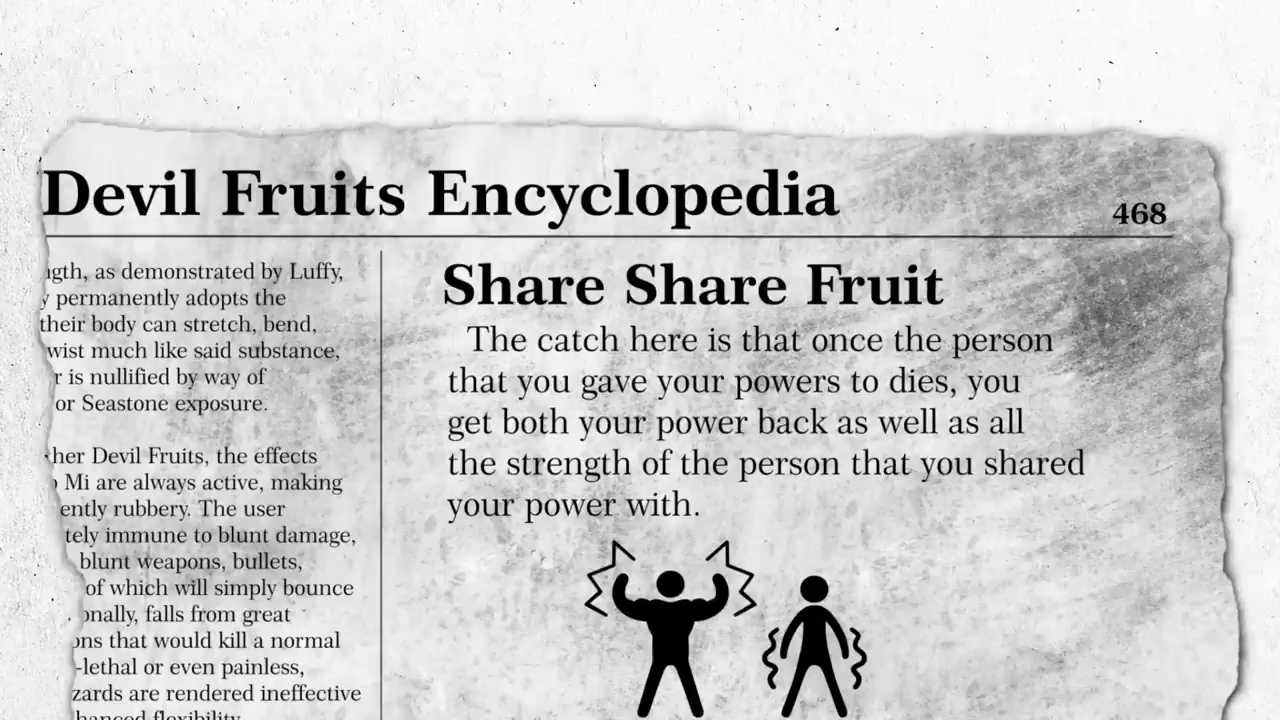 Devil Fruits Encyclopedia
468
as demonstrated by Luffy,
permanently adopts the
their body can stretch, bend,
much like said substance,
is nullified by way of
or Seastone exposure.
Devil Fruits, the effects
Mi are always active, making
rubbery. The user
immune to blunt damage,
blunt weapons, bullets,
of which will simply bounce
falls from great
that would kill a normal
-lethal or even painless,
are rendered ineffective
flexibility
Share Share Fruit
The catch here is that once the person
that you gave your powers to dies, you
get both your power back as well as all
the strength of the person that you shared
your power with.